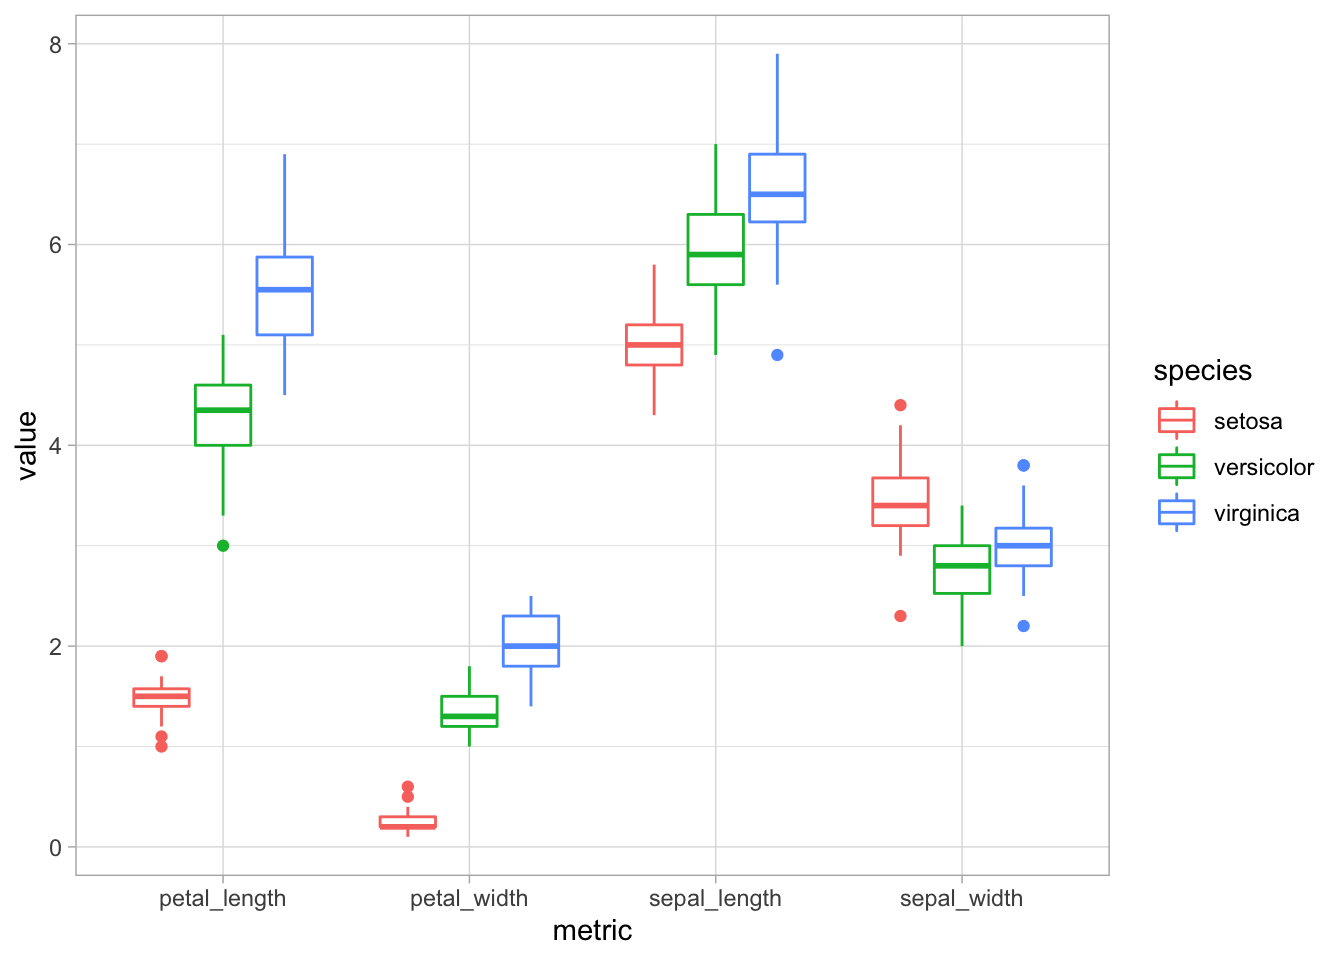 8
6
4
2
0
value
petal_length
petal_width
sepal_length
sepal_width
metric
species
setosa
versicolor
virginica